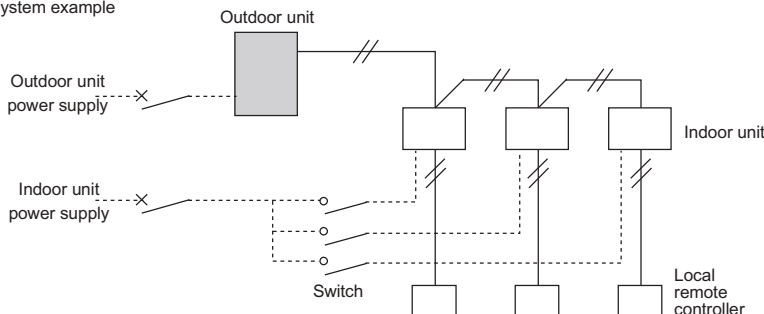 ystem example
Outdoor unit
Outdoor unit
power supply
Indoor unit
Indoor unit
power supply
Switch
Local
remote
controller